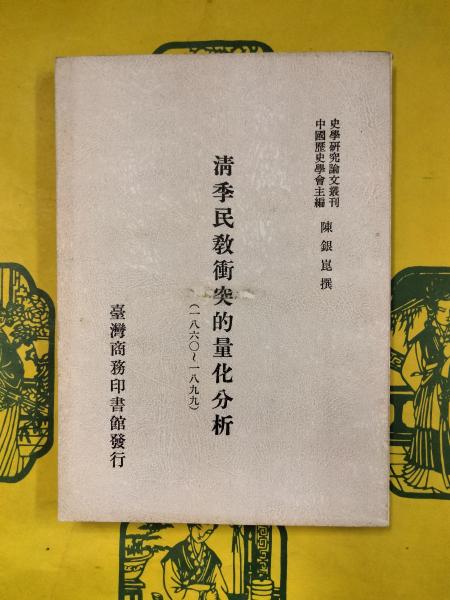 史學研究論文叢刊
中國歷史學會主編
陳銀崑撰
清季民教衝突的量化分析
（一八六〇～一八九九）
臺灣商務印書館發行